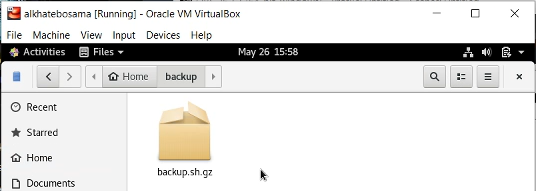 alkhatebosama [Running] - Oracle VM VirtualBox
File Machine View Input Devices Help
Activities Files May 26 15:58
Home backup
Recent
Starred
Home
Documents
backup.sh.gz